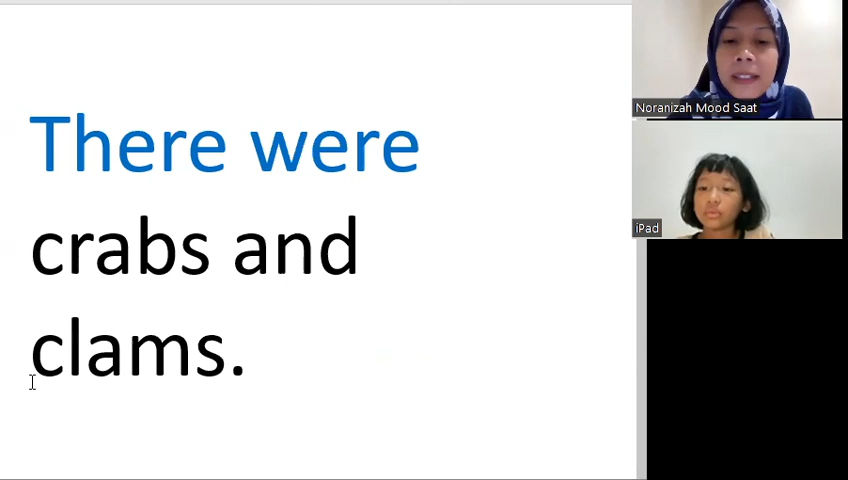 There were
crabs and
clams.
Noranizah Mood Saat
iPad